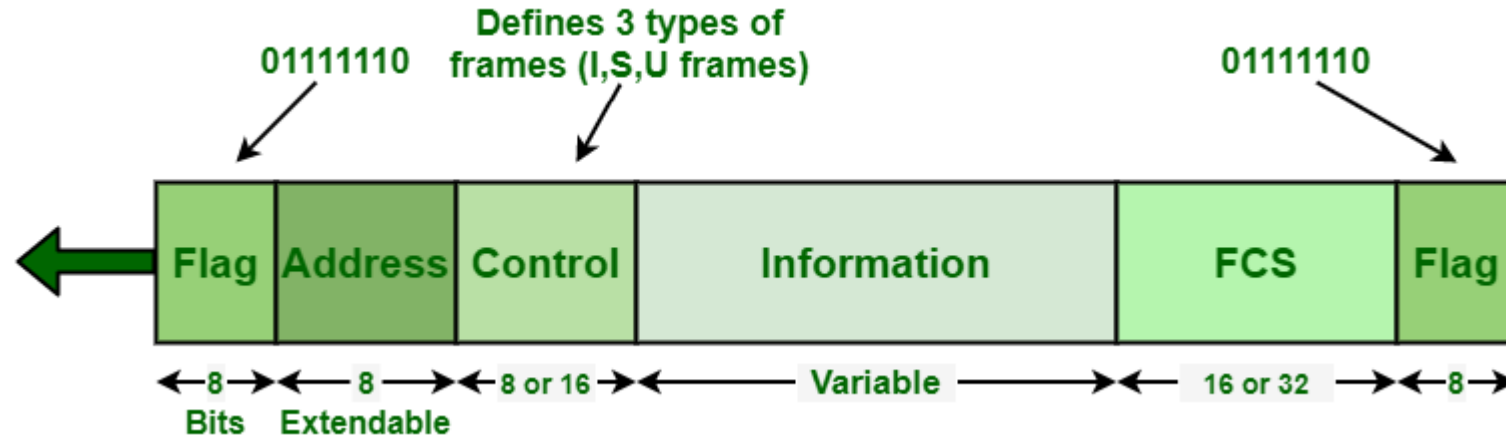 Defines 3 types of
frames (I,S,U frames)
01111110
01111110
Flag
Address
Control
Information
FCS
Flag
8
8
8 or 16
Variable
16 or 32
8
Bits
Extendable